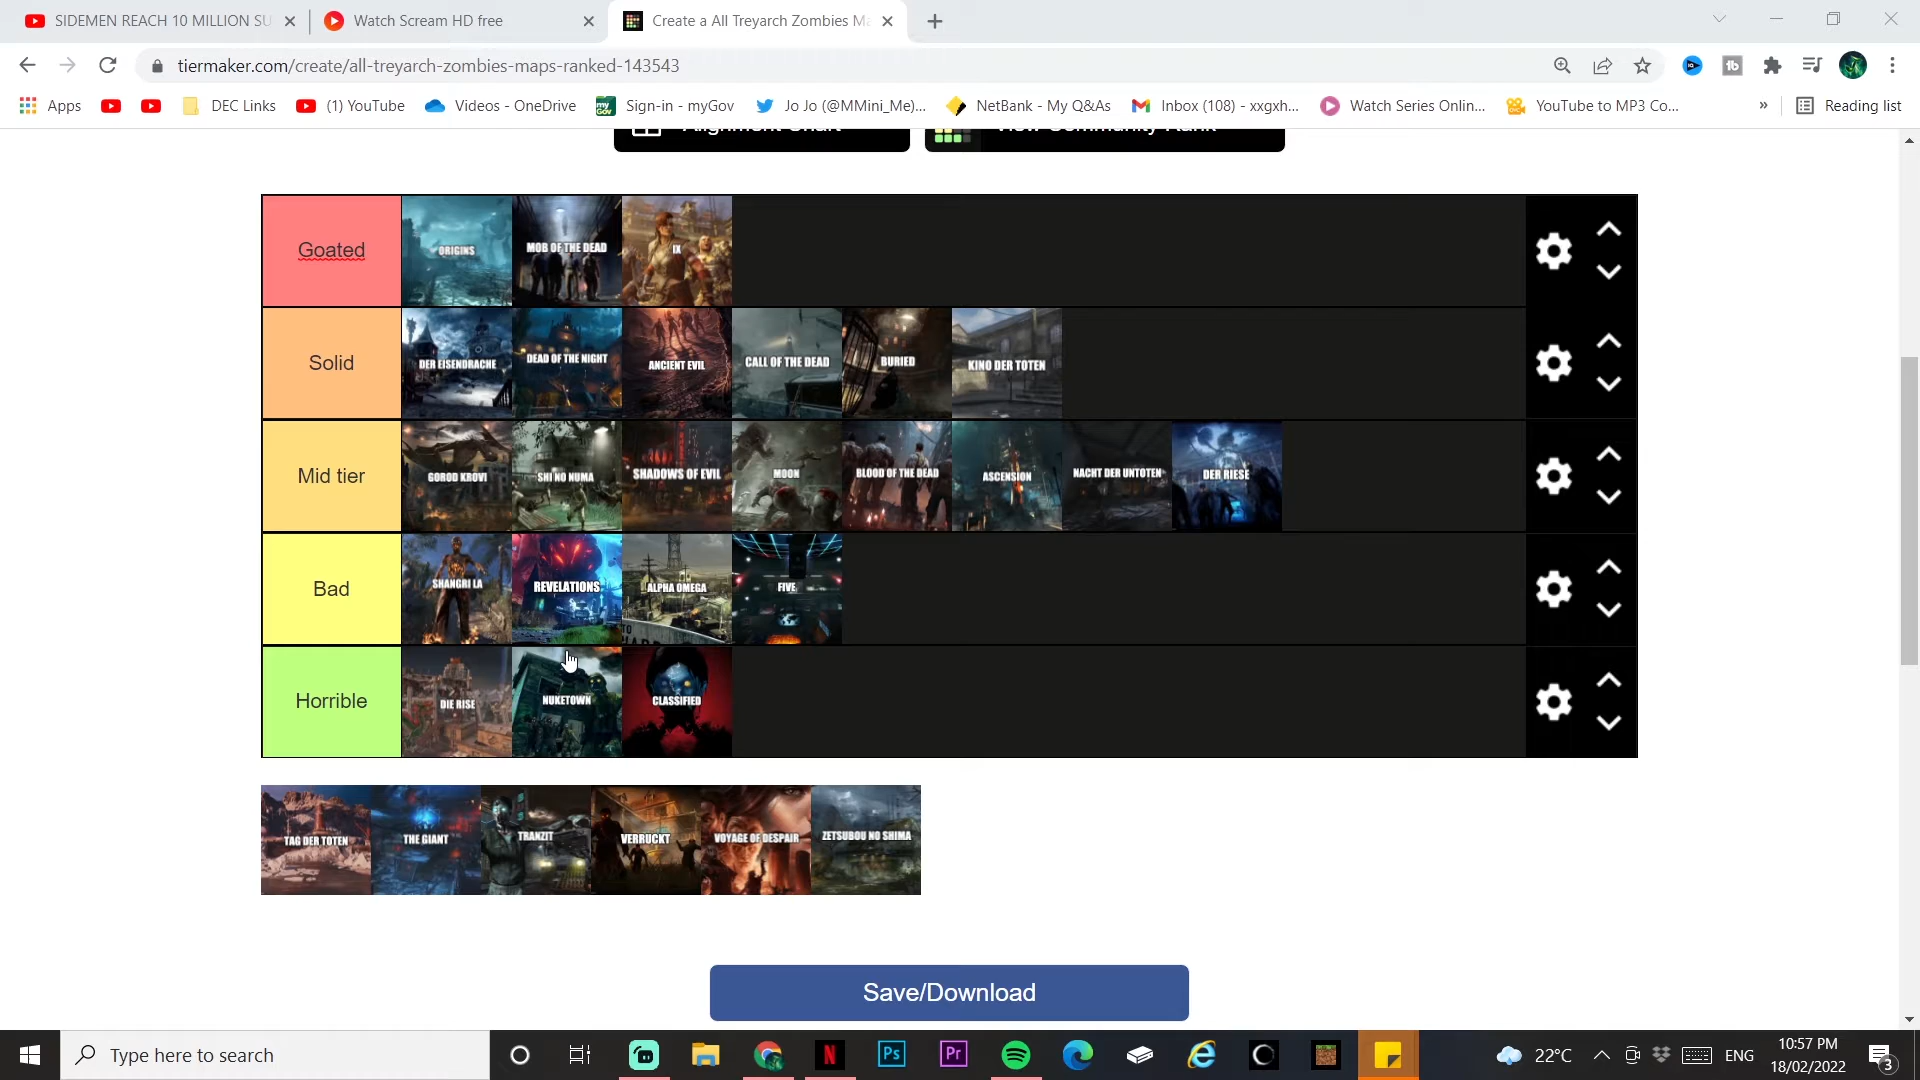 SIDEMEN REACH 10 MILLION SU
Watch Scream HD free
Create a All Treyarch Zombies Ma
tiermaker.com/create/all-treyarch-zombies-maps-ranked-143543
Apps
DEC Links
(1) YouTube
Videos - OneDrive
Sign-in - myGov
Jo Jo (@MMini_Me)...
NetBank - My Q&As
Inbox (108) - xxgxh...
Watch Series Onlin...
YouTube to MP3 Co...
»
Reading list
Alignment Chart
View Community Rank
Goated
ORIGINS
MOB OF THE DEAD
IX
Solid
DER EISENDRACHE
DEAD OF THE NIGHT
ANCIENT EVIL
CALL OF THE DEAD
BURIED
KINO DER TOTEN
Mid tier
GOROD KROVI
SHI NO NUMA
SHADOWS OF EVIL
MOON
BLOOD OF THE DEAD
ASCENSION
NACHT DER UNTOTEN
DER RIESE
Bad
SHANGRI LA
REVELATIONS
ALPHA OMEGA
FIVE
Horrible
DIE RISE
NUKETOWN
CLASSIFIED
TAG DER TOTEN
THE GIANT
TRANZIT
VERRUCKT
VOYAGE OF DESPAIR
ZETSUBOU NO SHIMA
Save/Download
Type here to search
22°C
ENG
10:57 PM
18/02/2022
3